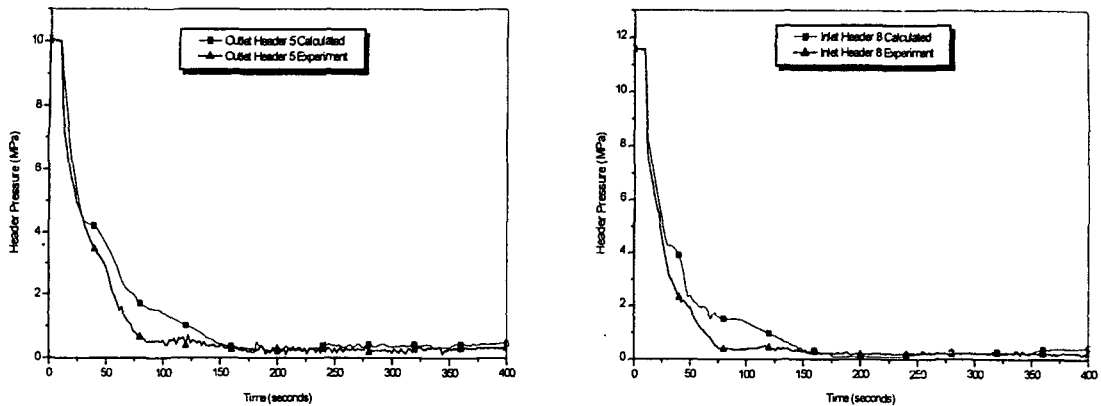 Outlet Header 5 Calculated
Outlet Header 5 Experiment
10
8
6
4
2
0
Header Pressure (MPa)
0 50 100 150 200 250 300 350 400
Time (seconds)
Inlet Header 8 Calculated
Inlet Header 8 Experiment
12
10
8
6
4
2
0
Header Pressure (MPa)
0 50 100 150 200 250 300 350 400
Time (seconds)